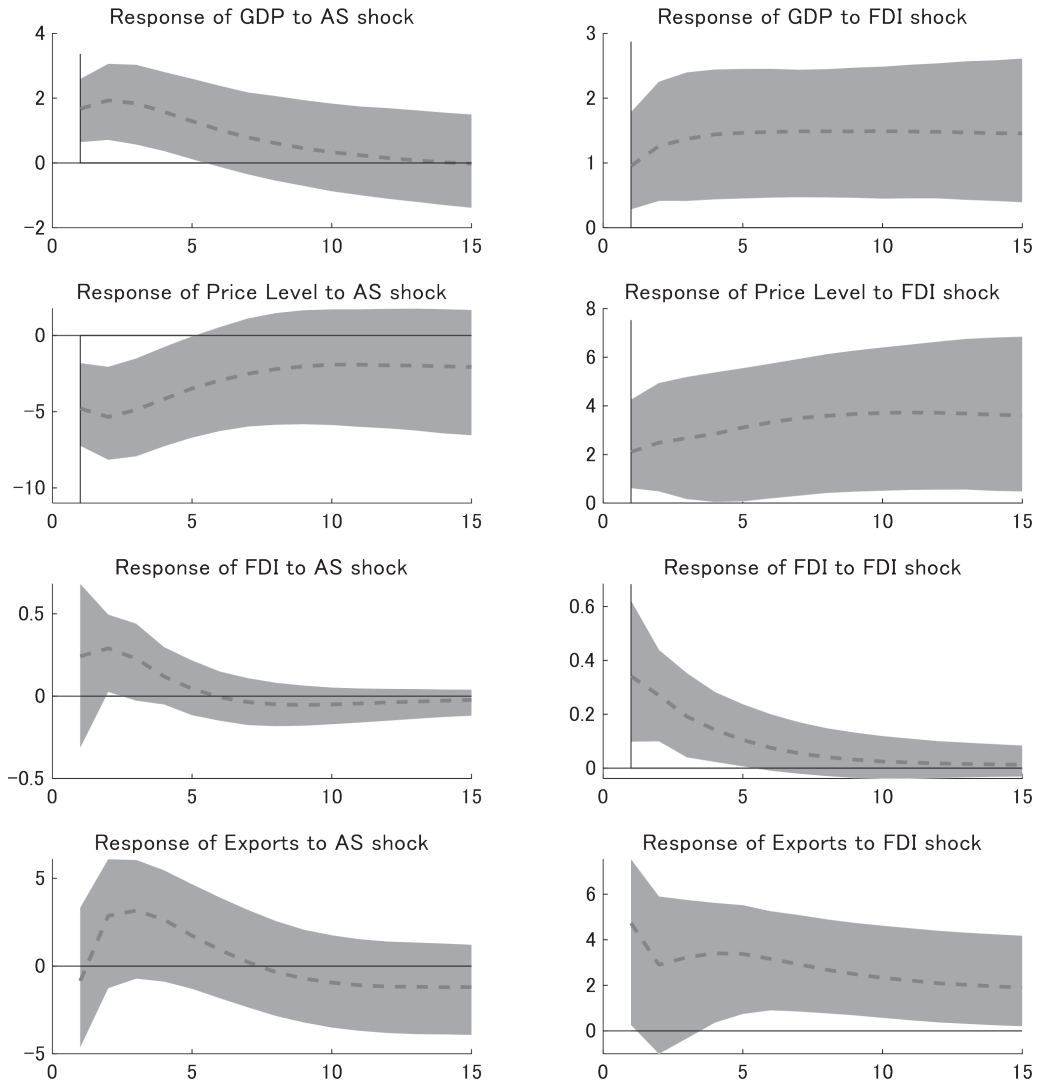 Response of GDP to AS shock
4
2
0
−2
0 5 10 15
Response of GDP to FDI shock
3
2
1
0
0 5 10 15
Response of Price Level to AS shock
0
−5
−10
0 5 10 15
Response of Price Level to FDI shock
8
6
4
2
0
0 5 10 15
Response of FDI to AS shock
0.5
0
−0.5
0 5 10 15
Response of FDI to FDI shock
0.6
0.4
0.2
0
0 5 10 15
Response of Exports to AS shock
5
0
−5
0 5 10 15
Response of Exports to FDI shock
6
4
2
0
0 5 10 15